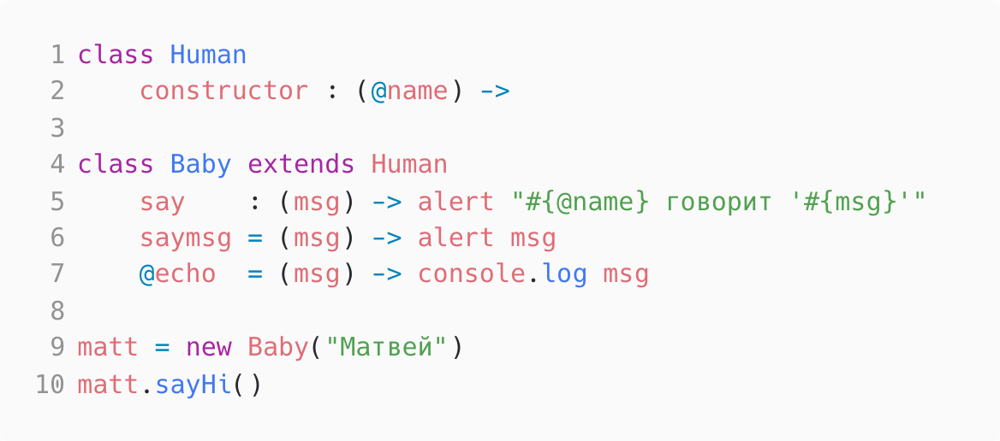 1 class Human
2     constructor : (@name) ->
3
4 class Baby extends Human
5     say    : (msg) -> alert "#{@name} говорит '#{msg}'"
6     saymsg = (msg) -> alert msg
7     @echo  = (msg) -> console.log msg
8
9 matt = new Baby("Матвей")
10 matt.sayHi()